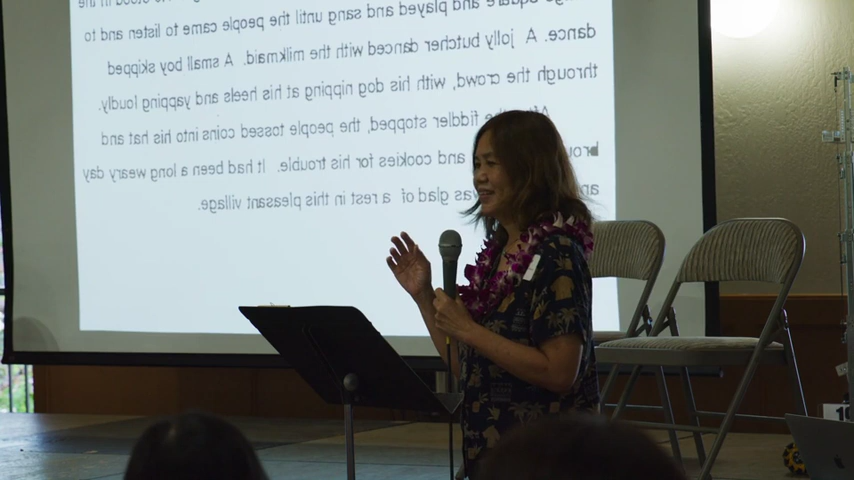 in the
square and played and sang until the people came to listen and to
dance. A jolly butcher danced with the milkmaid. A small boy skipped
through the crowd, with his dog nipping at his heels and yapping loudly.
fiddler stopped, the people tossed coins into his hat and
and cookies for his trouble. It had been a long weary day
was glad of a rest in this pleasant village.